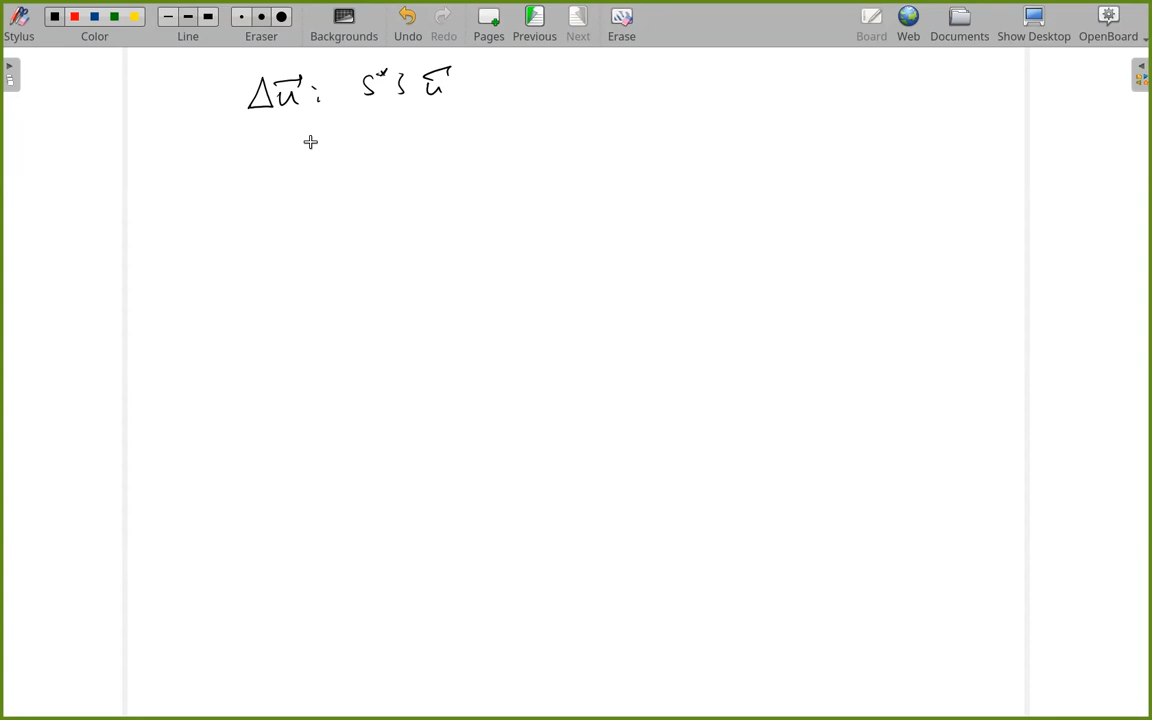 Stylus Color Line Eraser Backgrounds Undo Redo Pages Previous Next Erase Board Web Documents Show Desktop OpenBoard
Δu⃗: s* u⃗